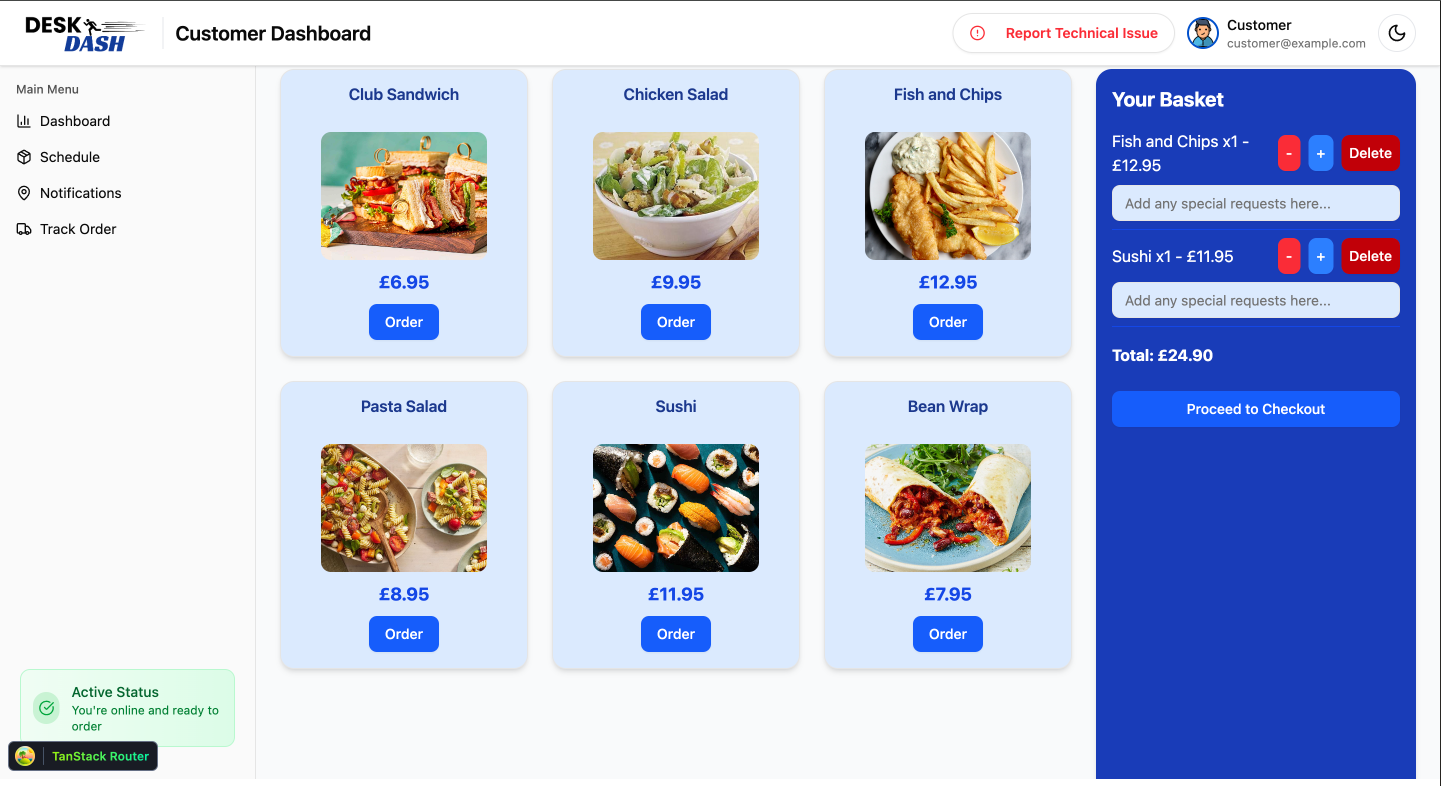 DESK
DASH
Customer Dashboard
Report Technical Issue
Customer
customer@example.com
Main Menu
Dashboard
Schedule
Notifications
Track Order
Active Status
You're online and ready to
order
TanStack Router
Club Sandwich
£6.95
Order
Chicken Salad
£9.95
Order
Fish and Chips
£12.95
Order
Pasta Salad
£8.95
Order
Sushi
£11.95
Order
Bean Wrap
£7.95
Order
Your Basket
Fish and Chips x1 -
£12.95
- + Delete
Add any special requests here...
Sushi x1 - £11.95 - + Delete
Add any special requests here...
Total: £24.90
Proceed to Checkout